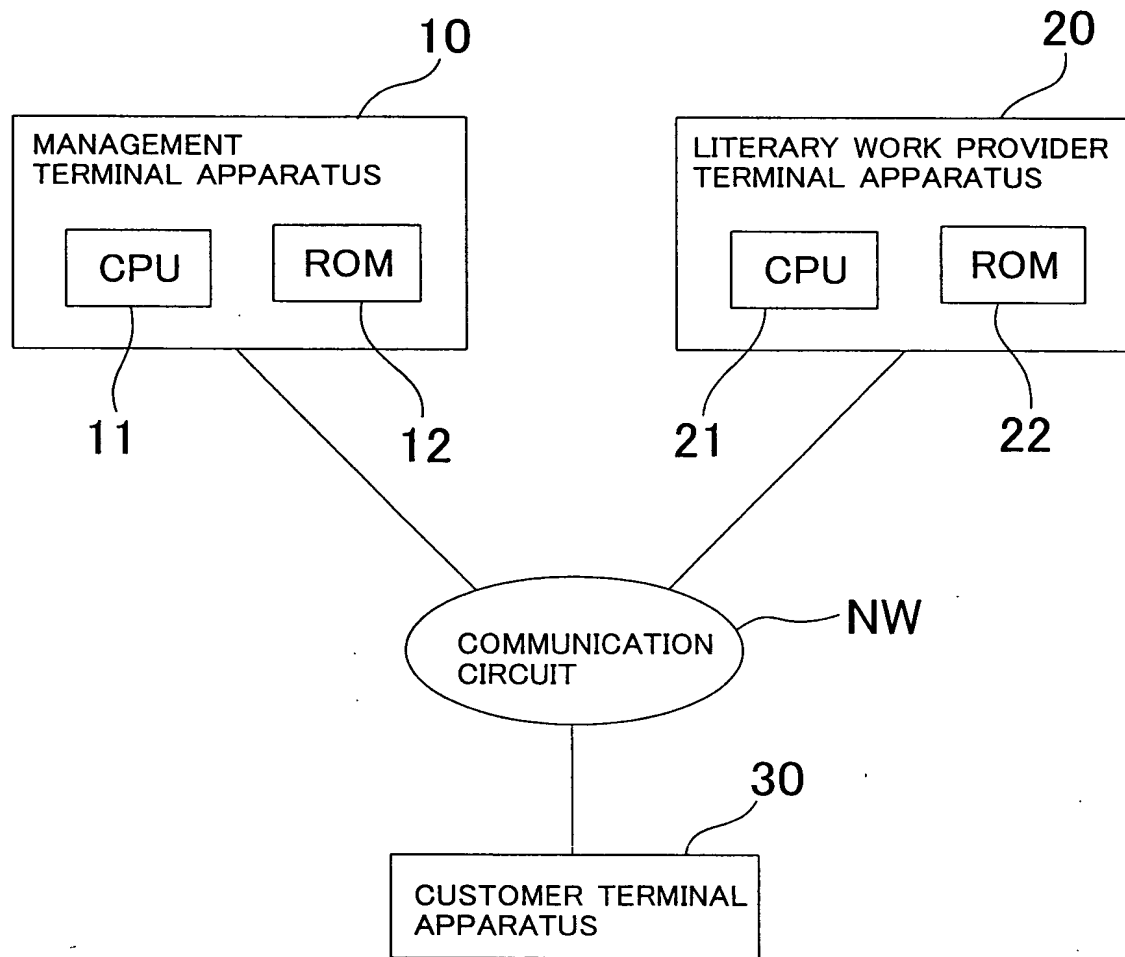 10
20
MANAGEMENT
TERMINAL APPARATUS
LITERARY WORK PROVIDER
TERMINAL APPARATUS
CPU
ROM
CPU
ROM
11
12
21
22
COMMUNICATION
CIRCUIT
NW
30
CUSTOMER TERMINAL
APPARATUS